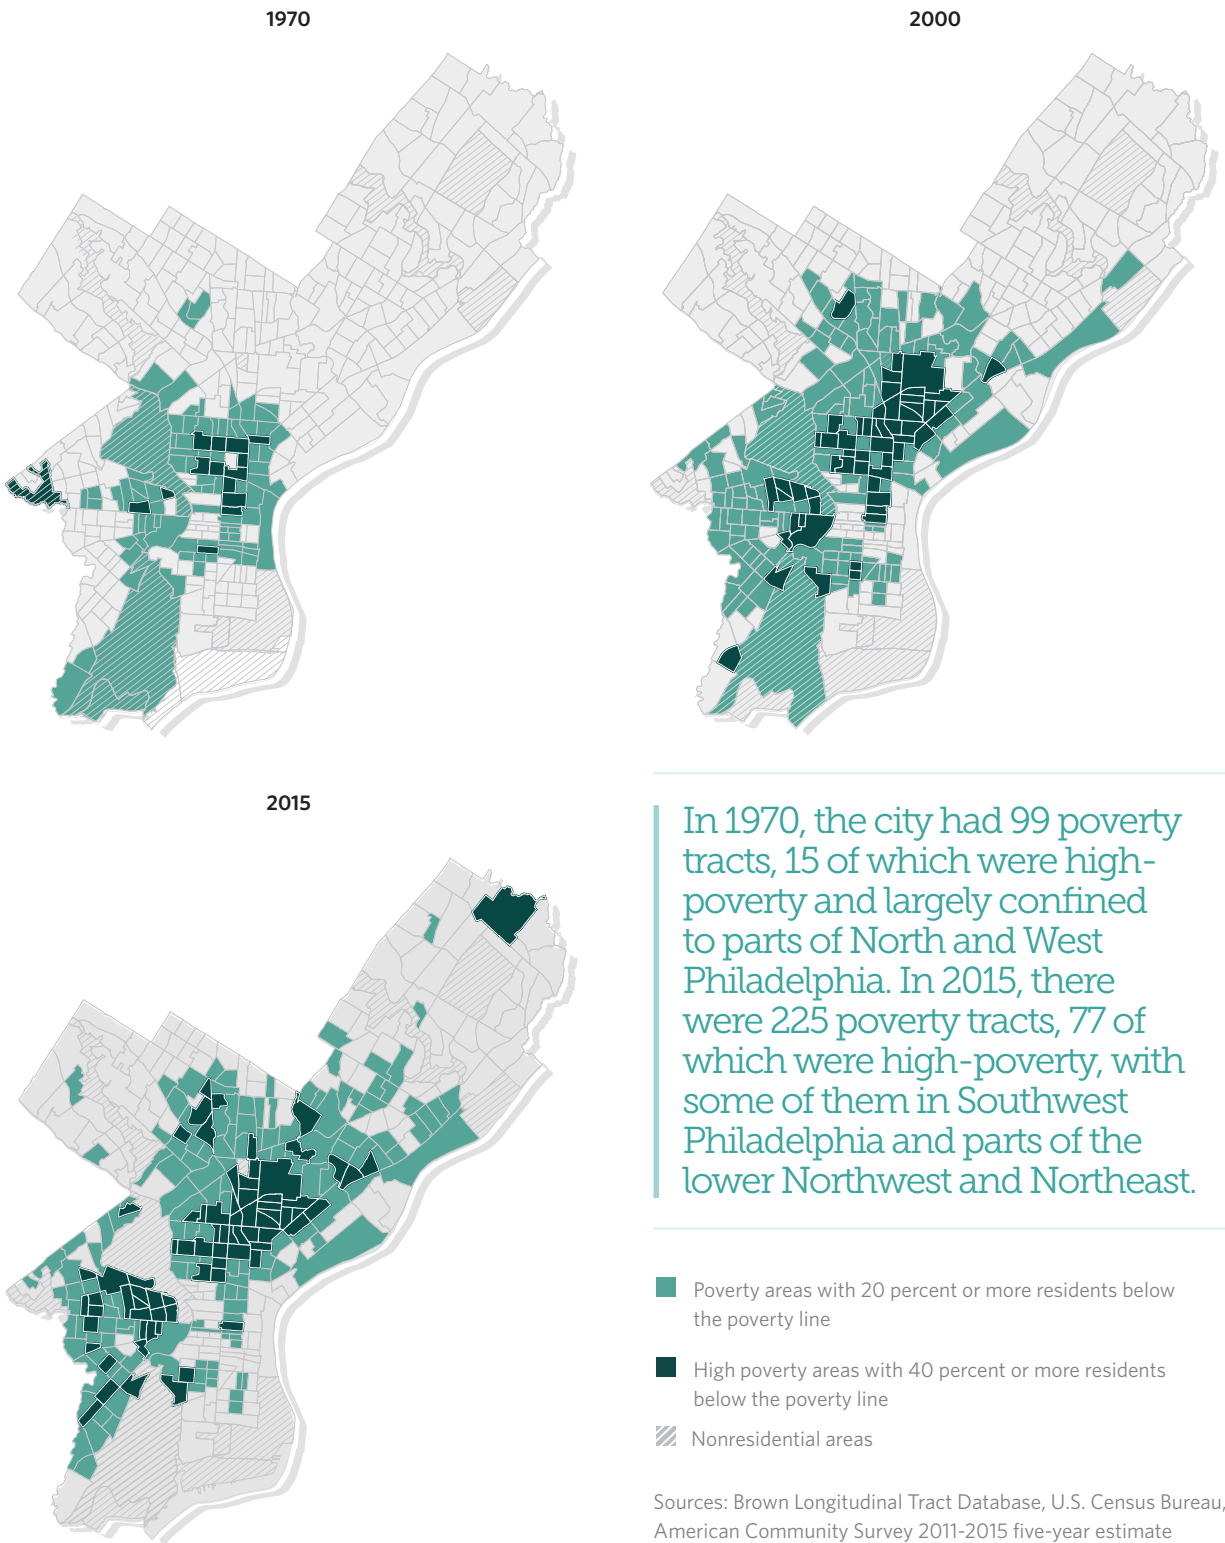 1970
2000
2015
In 1970, the city had 99 poverty
tracts, 15 of which were high-
poverty and largely confined
to parts of North and West
Philadelphia. In 2015, there
were 225 poverty tracts, 77 of
which were high-poverty, with
some of them in Southwest
Philadelphia and parts of the
lower Northwest and Northeast.
Poverty areas with 20 percent or more residents below
the poverty line
High poverty areas with 40 percent or more residents
below the poverty line
Nonresidential areas
Sources: Brown Longitudinal Tract Database, U.S. Census Bureau,
American Community Survey 2011-2015 five-year estimate